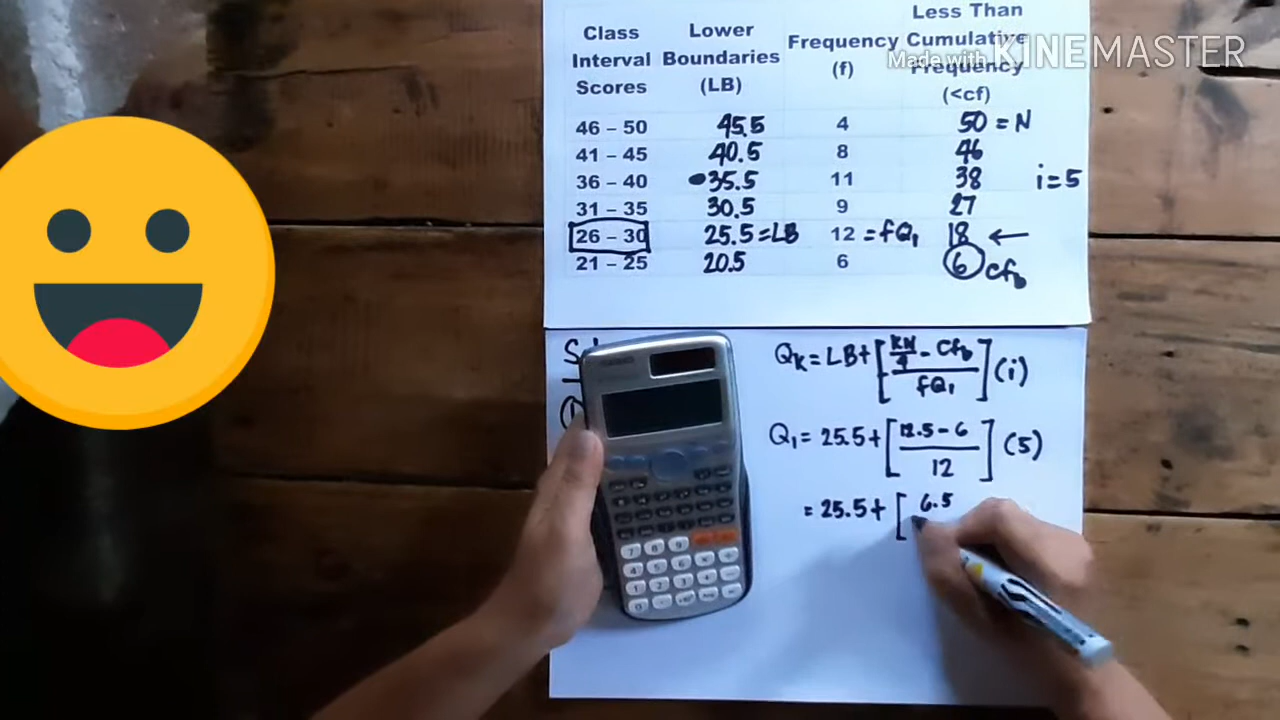 Class Interval Scores Lower Boundaries (LB) Frequency (f) Less Than Cumulative Frequency (<cf)
Made with KINEMASTER
46 – 50 45.5 4 50 = N
41 – 45 40.5 8 46
36 – 40 35.5 11 38 i = 5
31 – 35 30.5 9 27
26 – 30 25.5 = LB 12 = fQ₁ 18 ←
21 – 25 20.5 6 6 cfb
Qk = LB + [(kN/4 - Cfb)/fQ₁] (i)
Q₁ = 25.5 + [(12.5 - 6)/12] (5)
= 25.5 + [6.5